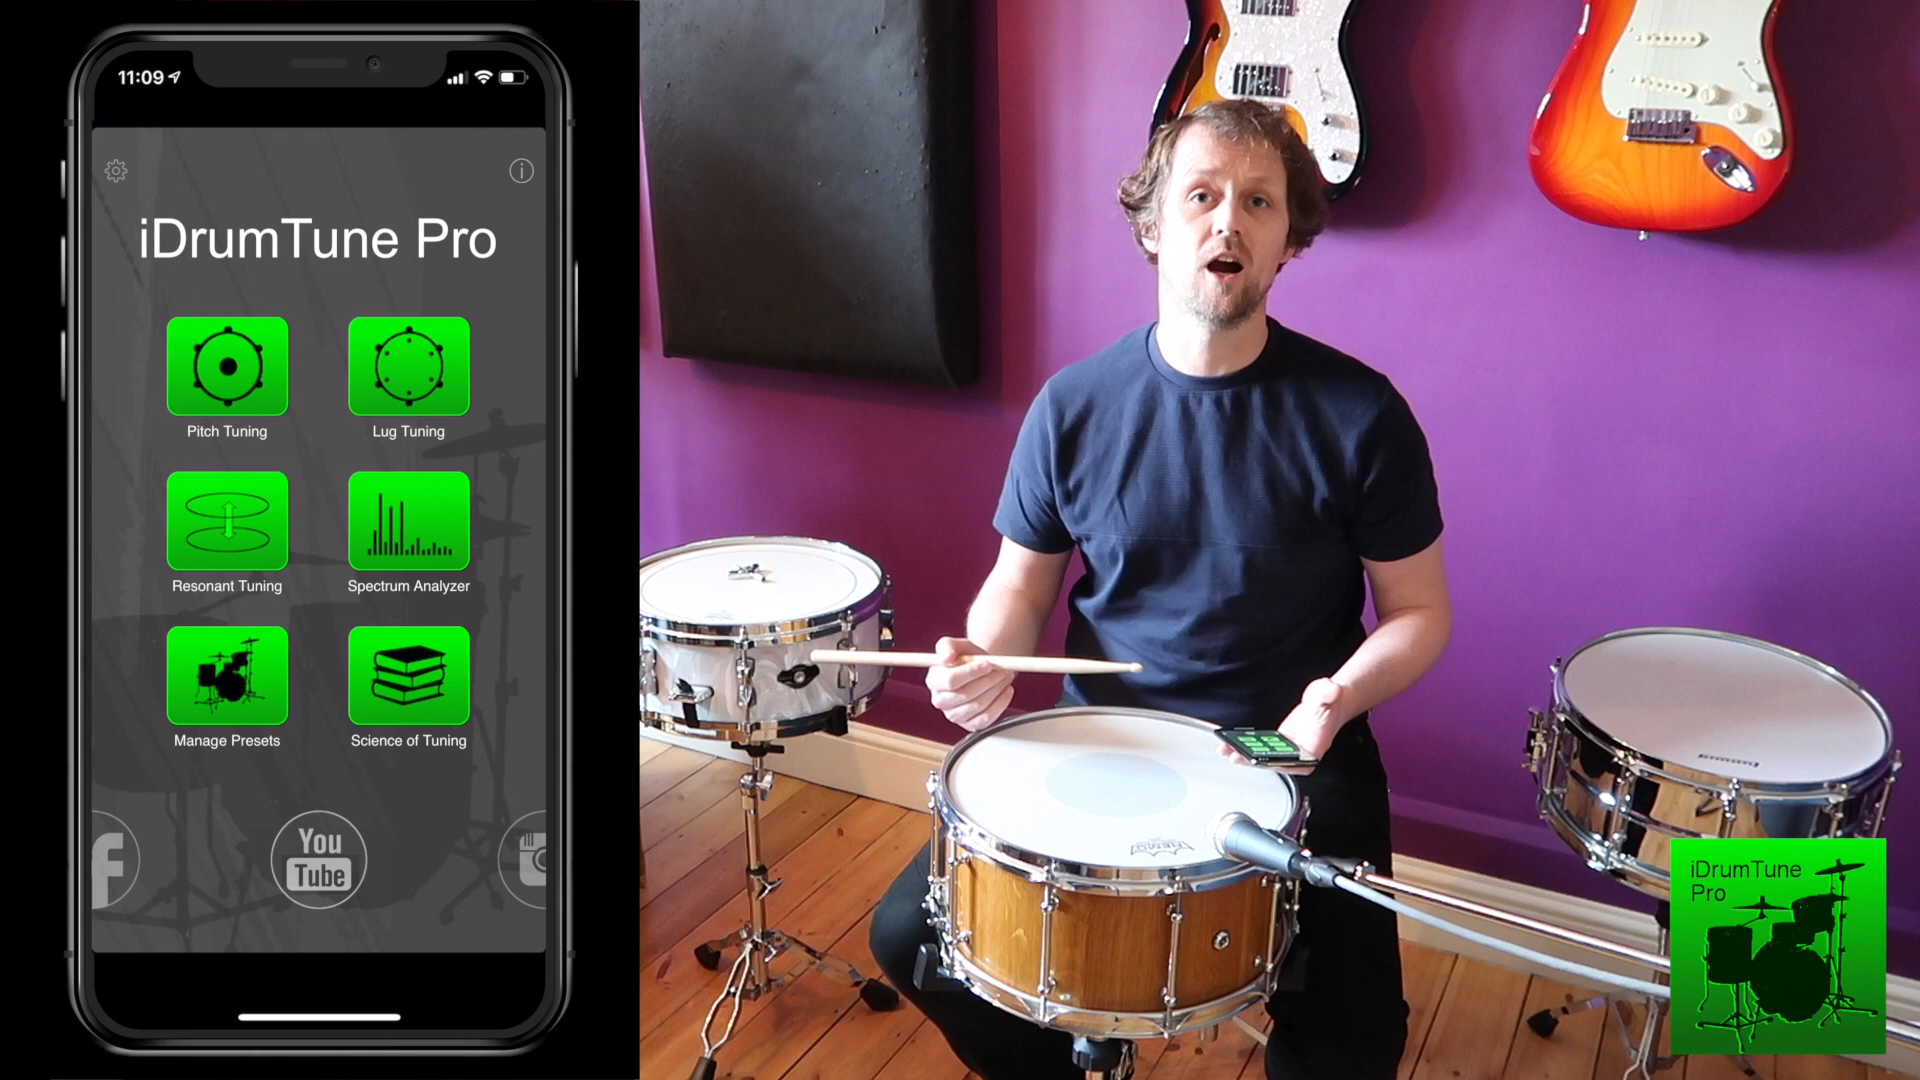 11:09
iDrumTune Pro
Pitch Tuning
Lug Tuning
Resonant Tuning
Spectrum Analyzer
Manage Presets
Science of Tuning
f
You
Tube
REMO
iDrumTune
Pro